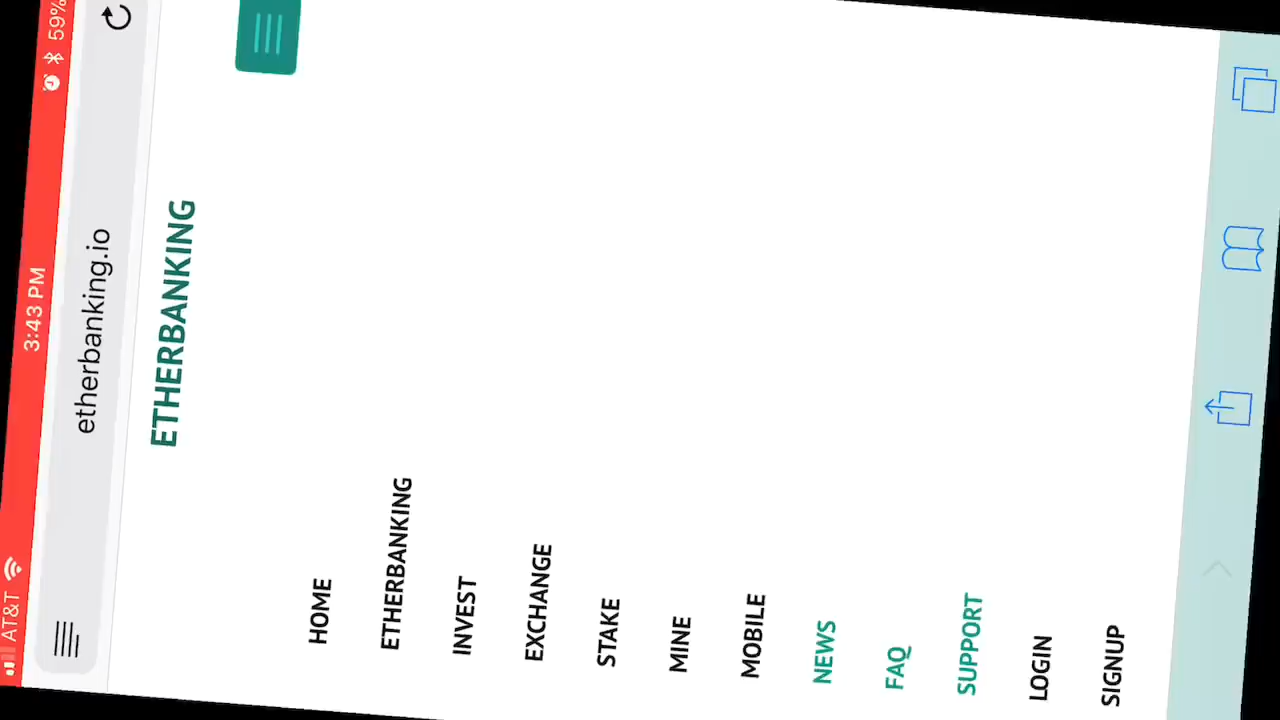 AT&T 3:43 PM 59%
etherbanking.io
ETHERBANKING
HOME
ETHERBANKING
INVEST
EXCHANGE
STAKE
MINE
MOBILE
NEWS
FAQ
SUPPORT
LOGIN
SIGNUP